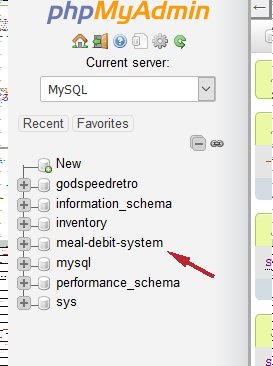 phpMyAdmin
Current server:
MySQL
Recent Favorites
New
godspeedretro
information_schema
inventory
meal-debit-system
mysql
performance_schema
sys